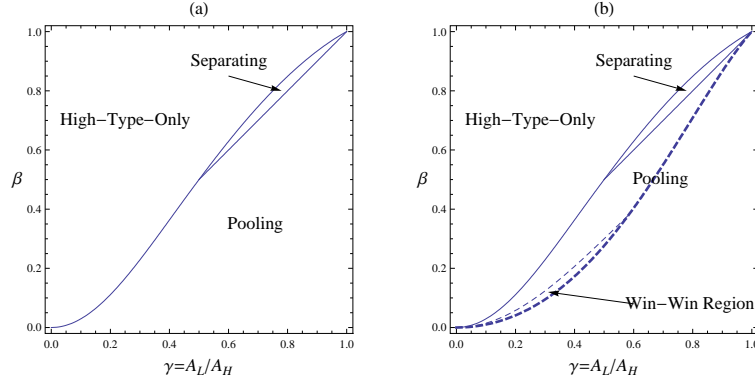 (a)
1.0
0.8
0.6
0.4
0.2
0.0
β
Separating
High-Type-Only
Pooling
0.0 0.2 0.4 0.6 0.8 1.0
γ=A_L/A_H
(b)
1.0
0.8
0.6
0.4
0.2
0.0
β
Separating
High-Type-Only
Pooling
Win-Win Region
0.0 0.2 0.4 0.6 0.8 1.0
γ=A_L/A_H